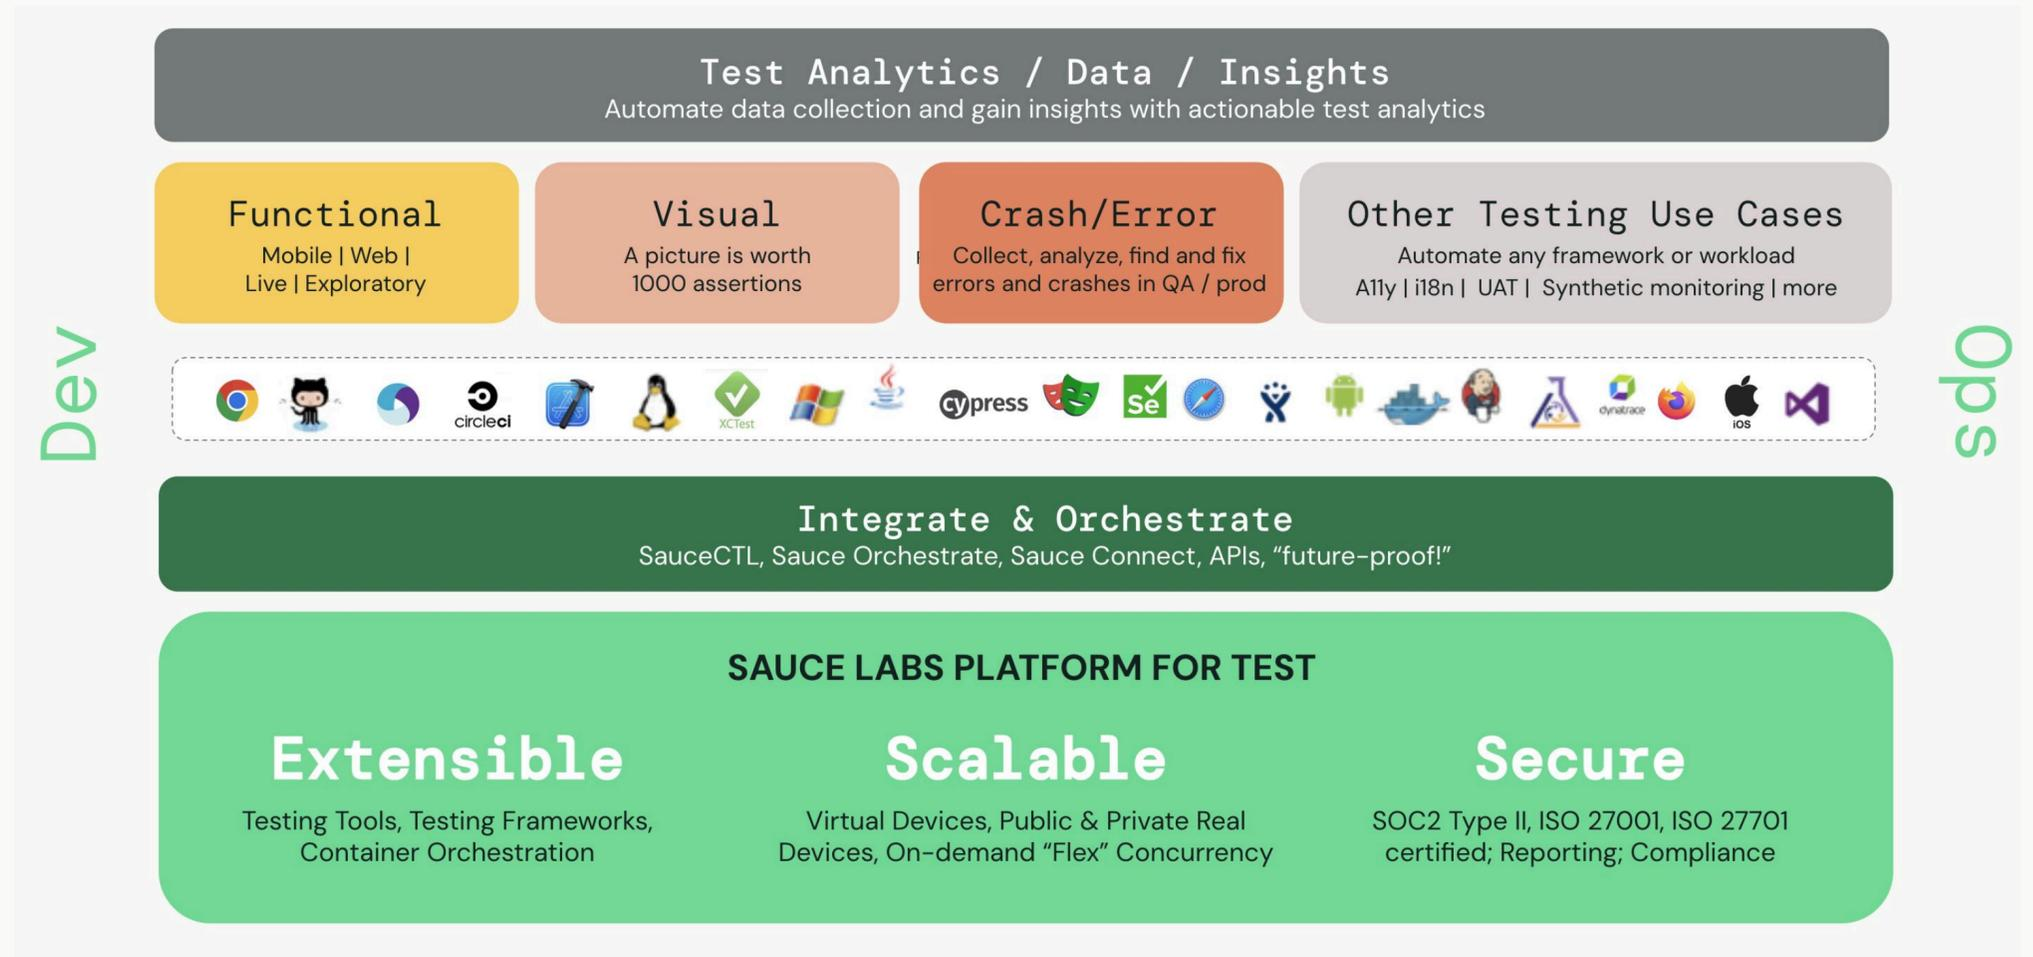 Test Analytics / Data / Insights
Automate data collection and gain insights with actionable test analytics
Functional
Mobile | Web |
Live | Exploratory
Visual
A picture is worth
1000 assertions
Crash/Error
Collect, analyze, find and fix
errors and crashes in QA / prod
Other Testing Use Cases
Automate any framework or workload
A11y | i18n | UAT | Synthetic monitoring | more
Dev
Ops
circleci
XCTest
cypress
Se
dynatrace
iOS
Integrate & Orchestrate
SauceCTL, Sauce Orchestrate, Sauce Connect, APIs, “future-proof!”
SAUCE LABS PLATFORM FOR TEST
Extensible
Testing Tools, Testing Frameworks,
Container Orchestration
Scalable
Virtual Devices, Public & Private Real
Devices, On-demand “Flex” Concurrency
Secure
SOC2 Type II, ISO 27001, ISO 27701
certified; Reporting; Compliance